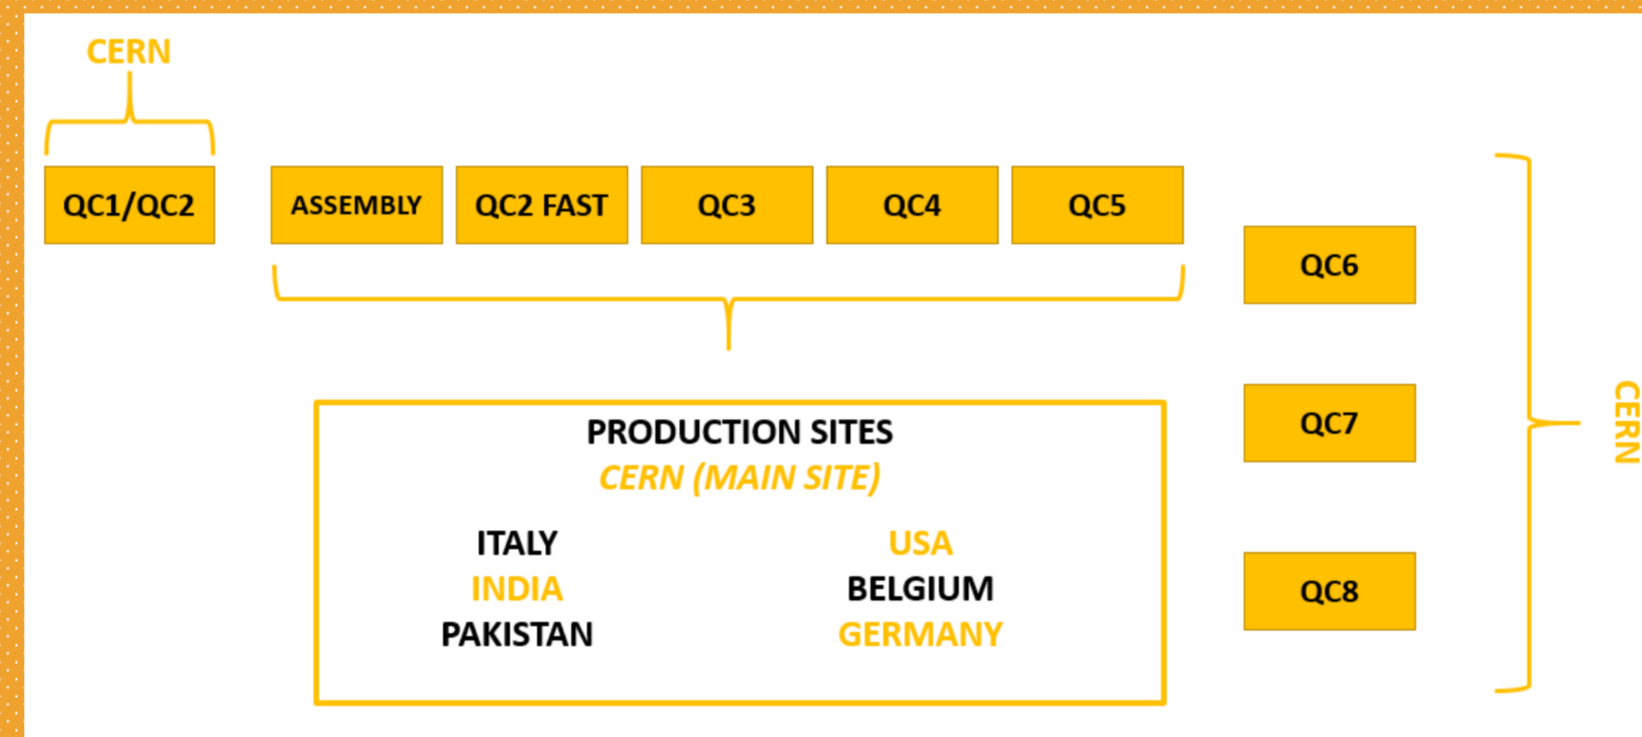 CERN
QC1/QC2
ASSEMBLY
QC2 FAST
QC3
QC4
QC5
QC6
QC7
QC8
CERN
PRODUCTION SITES
CERN (MAIN SITE)
ITALY
USA
INDIA
BELGIUM
PAKISTAN
GERMANY